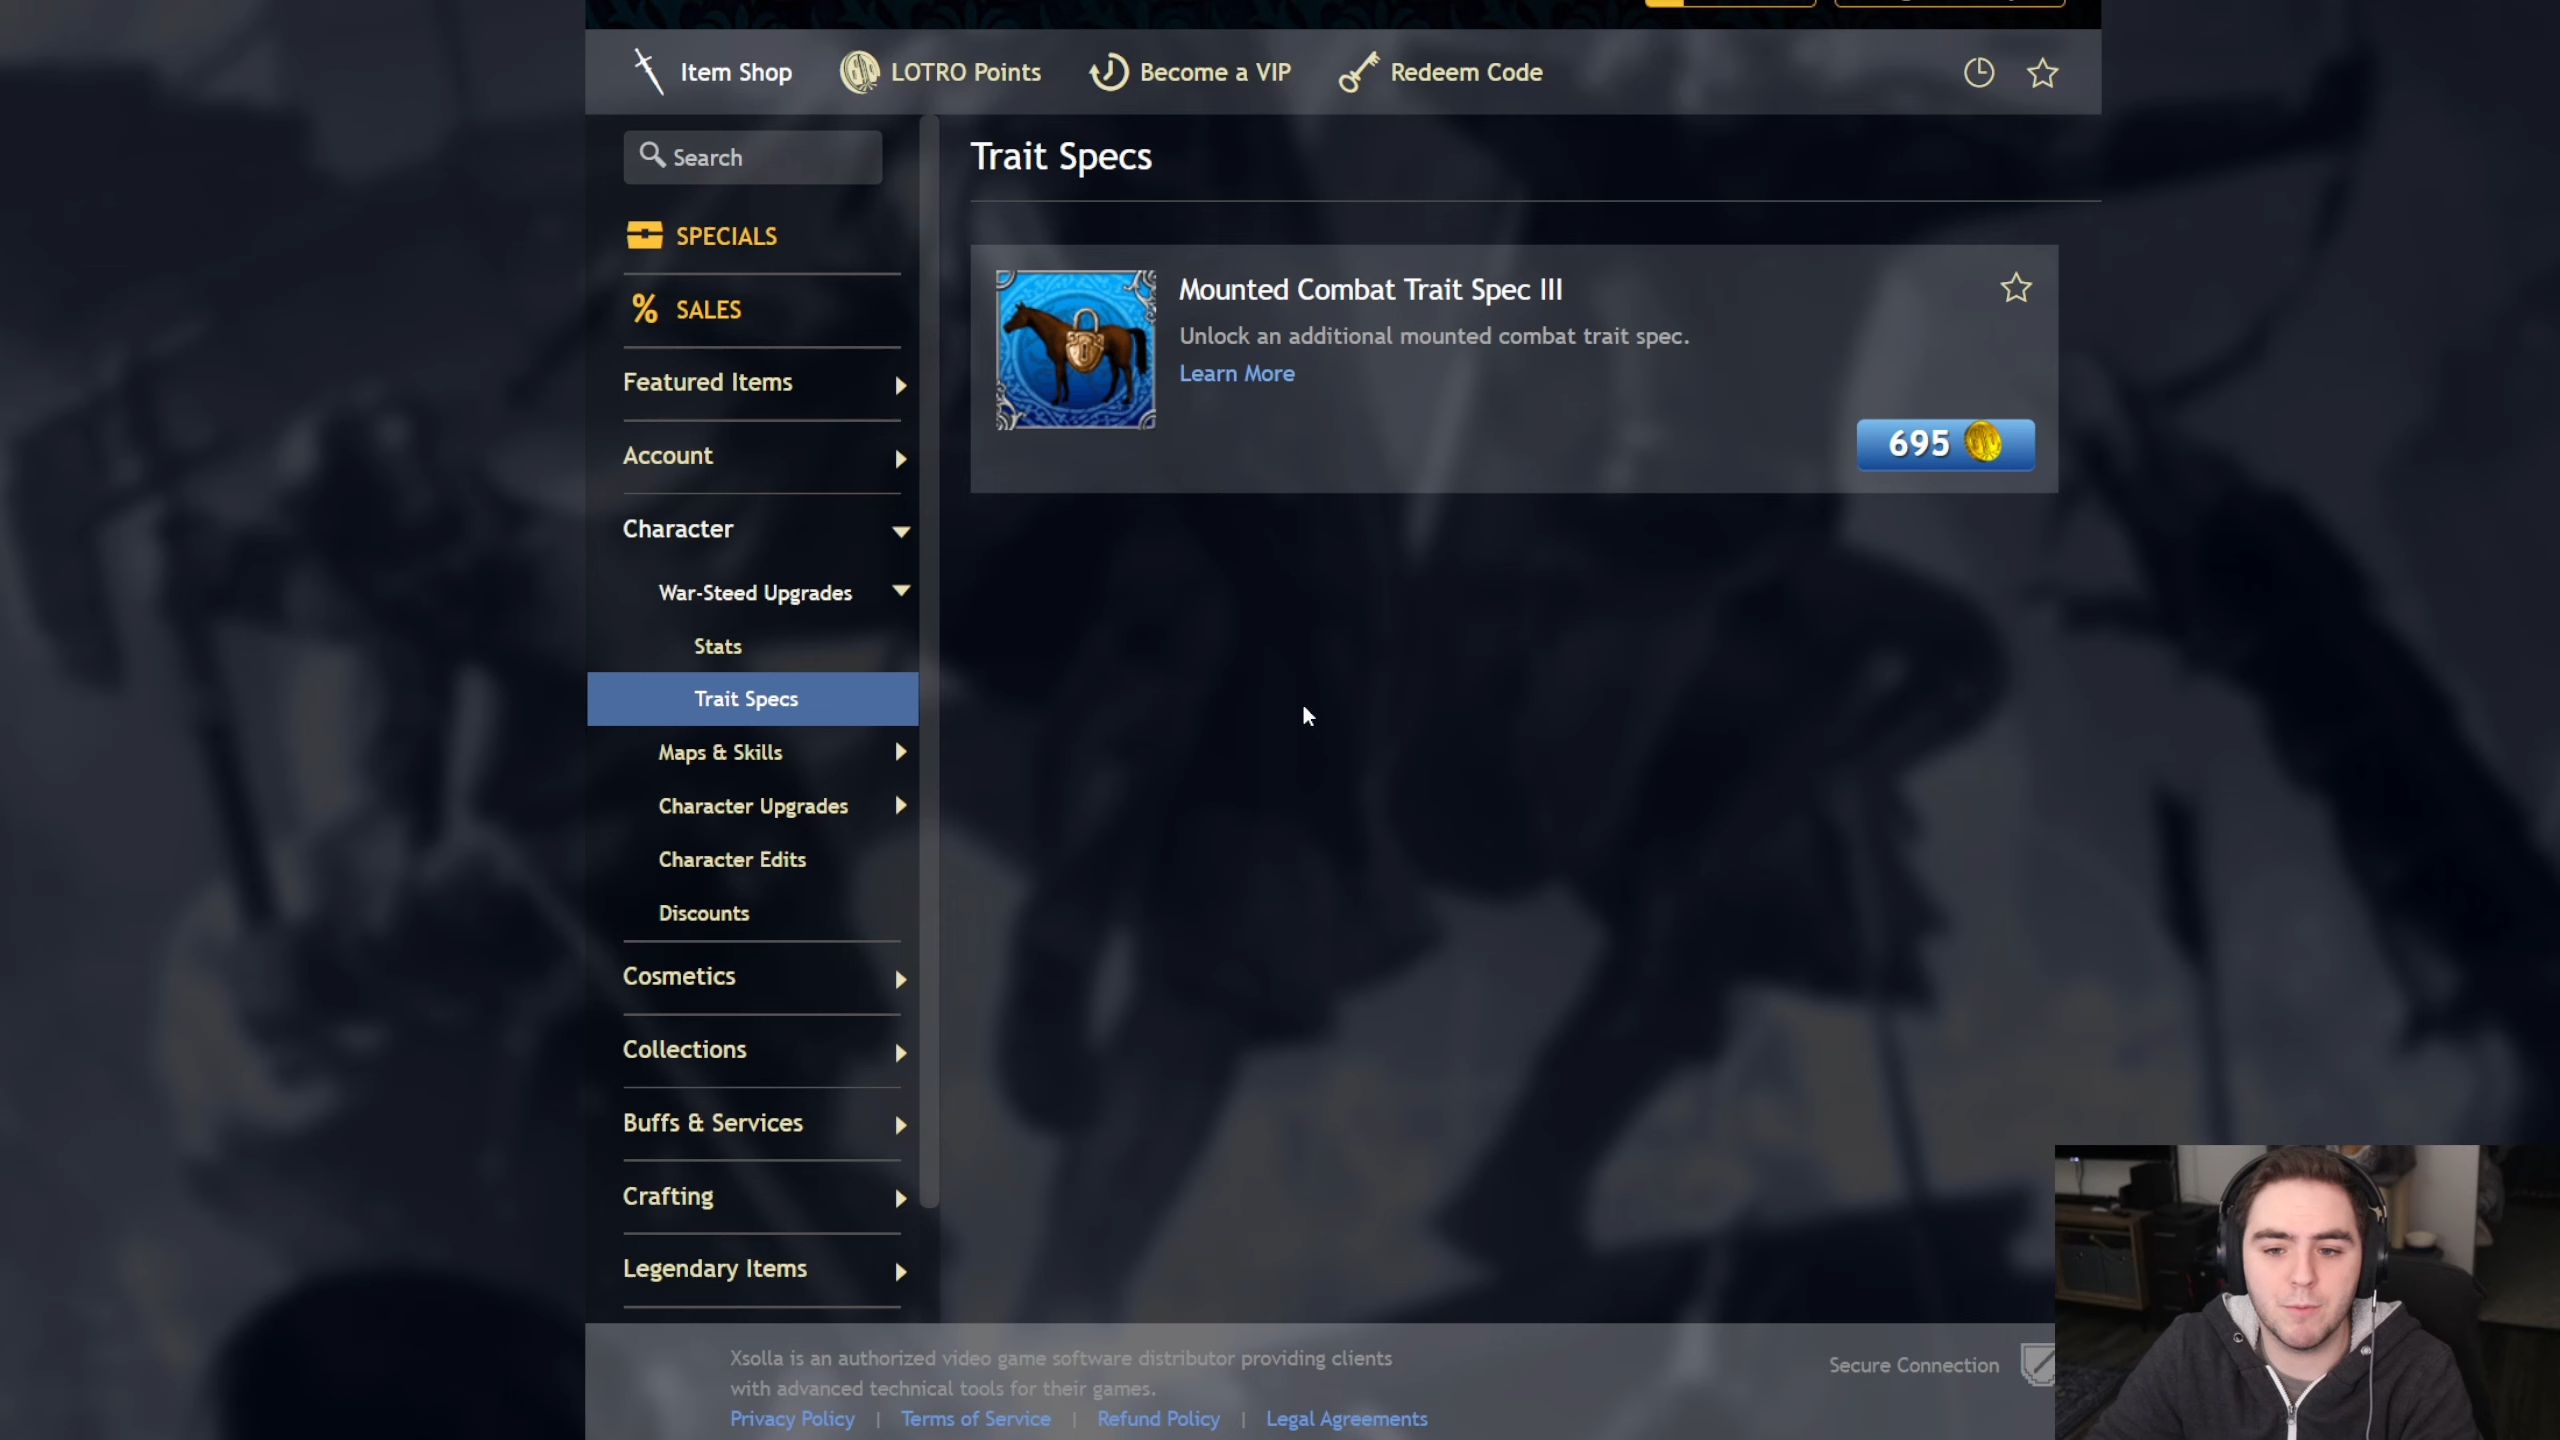 Item Shop
LOTRO Points
Become a VIP
Redeem Code
Search
SPECIALS
% SALES
Featured Items
Account
Character
War-Steed Upgrades
Stats
Trait Specs
Maps & Skills
Character Upgrades
Character Edits
Discounts
Cosmetics
Collections
Buffs & Services
Crafting
Legendary Items
Trait Specs
Mounted Combat Trait Spec III
Unlock an additional mounted combat trait spec.
Learn More
695
Xsolla is an authorized video game software distributor providing clients
with advanced technical tools for their games.
Privacy Policy | Terms of Service | Refund Policy | Legal Agreements
Secure Connection